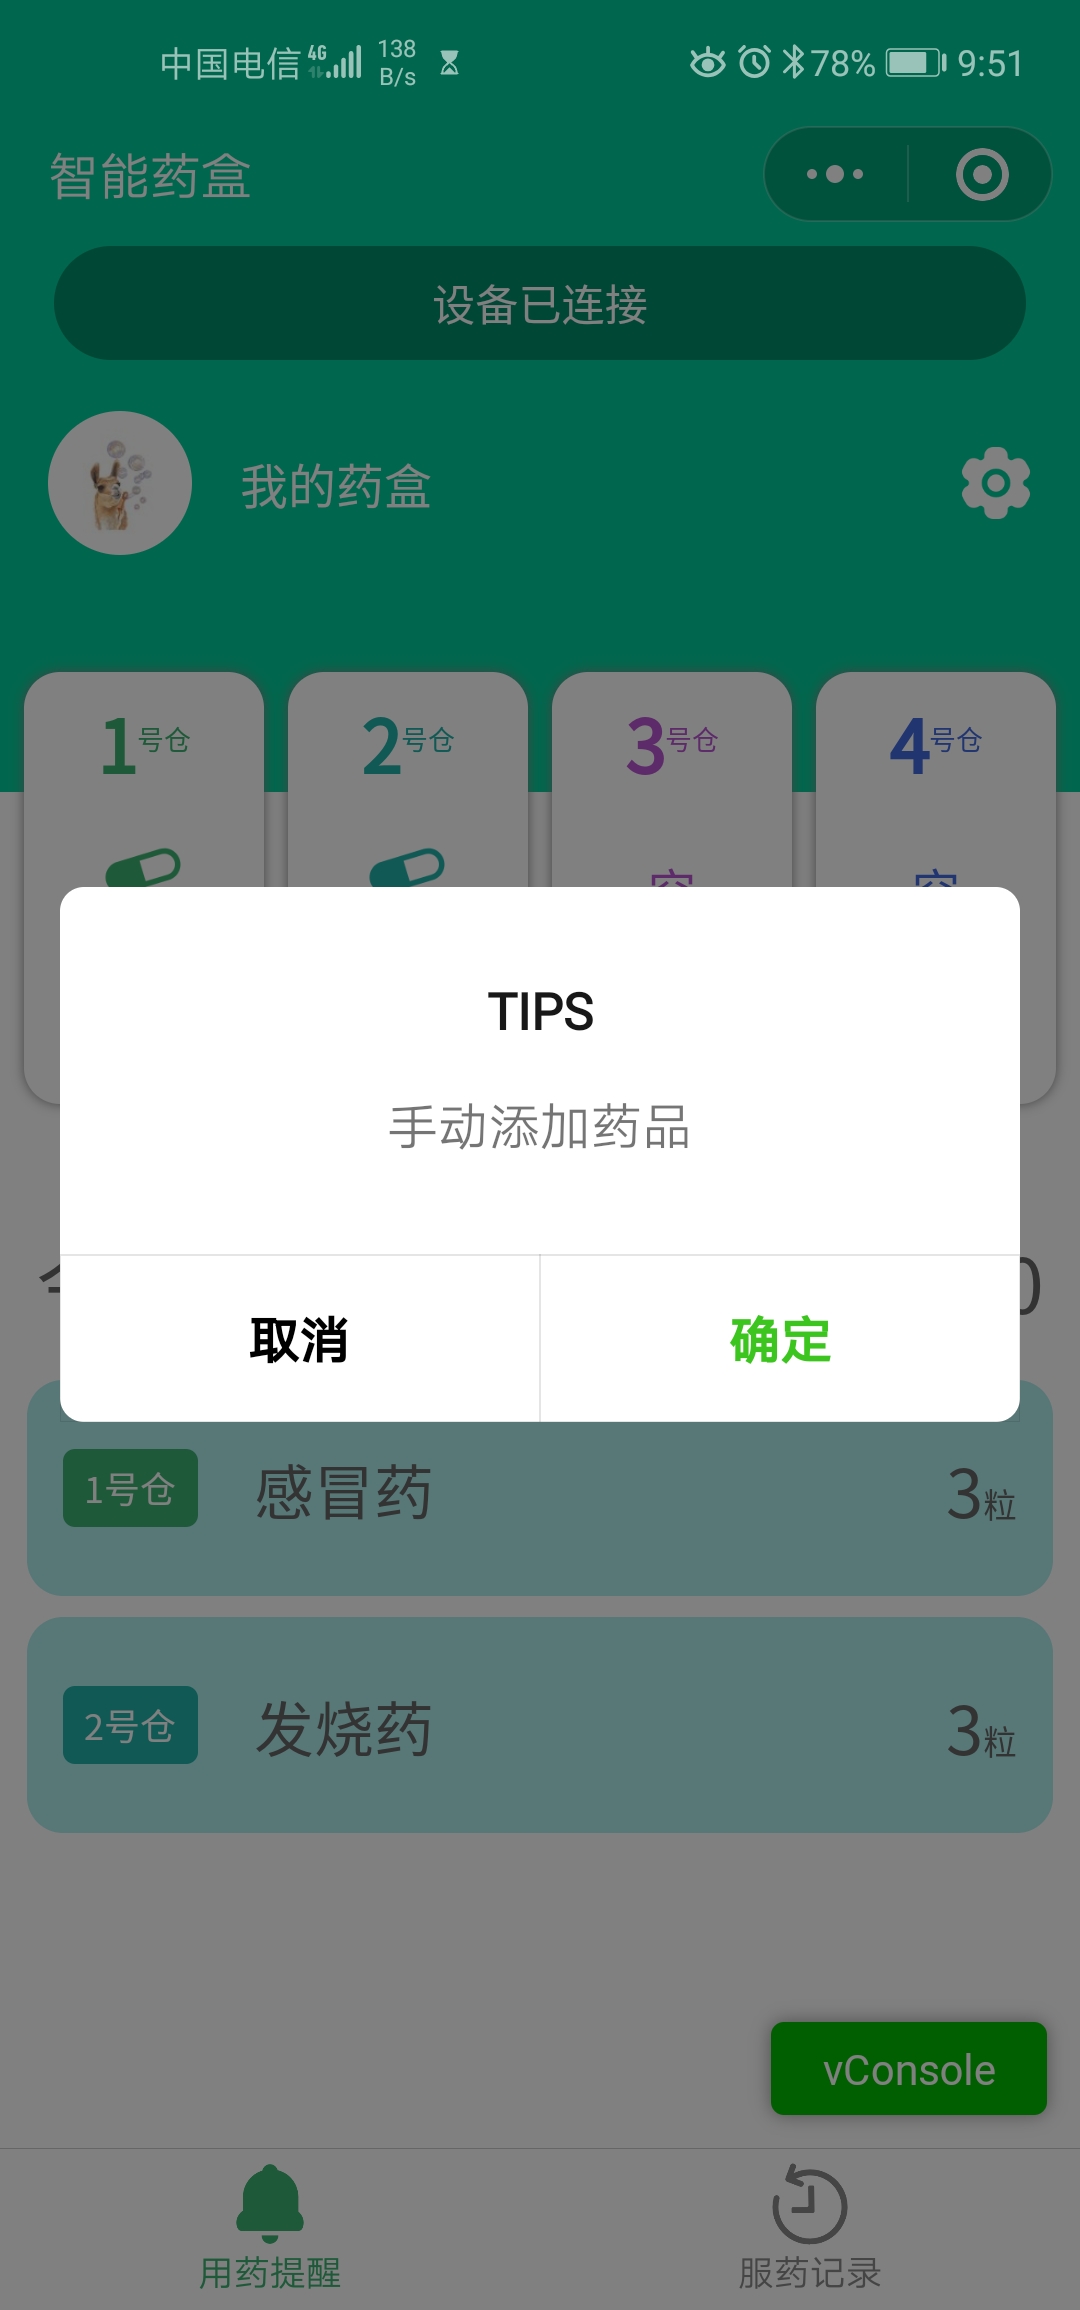 中国电信 4G 138 B/s 78% 9:51
智能药盒
设备已连接
我的药盒
1号仓 2号仓 3号仓 4号仓
TIPS
手动添加药品
取消 确定
1号仓 感冒药 3粒
2号仓 发烧药 3粒
vConsole
用药提醒 服药记录